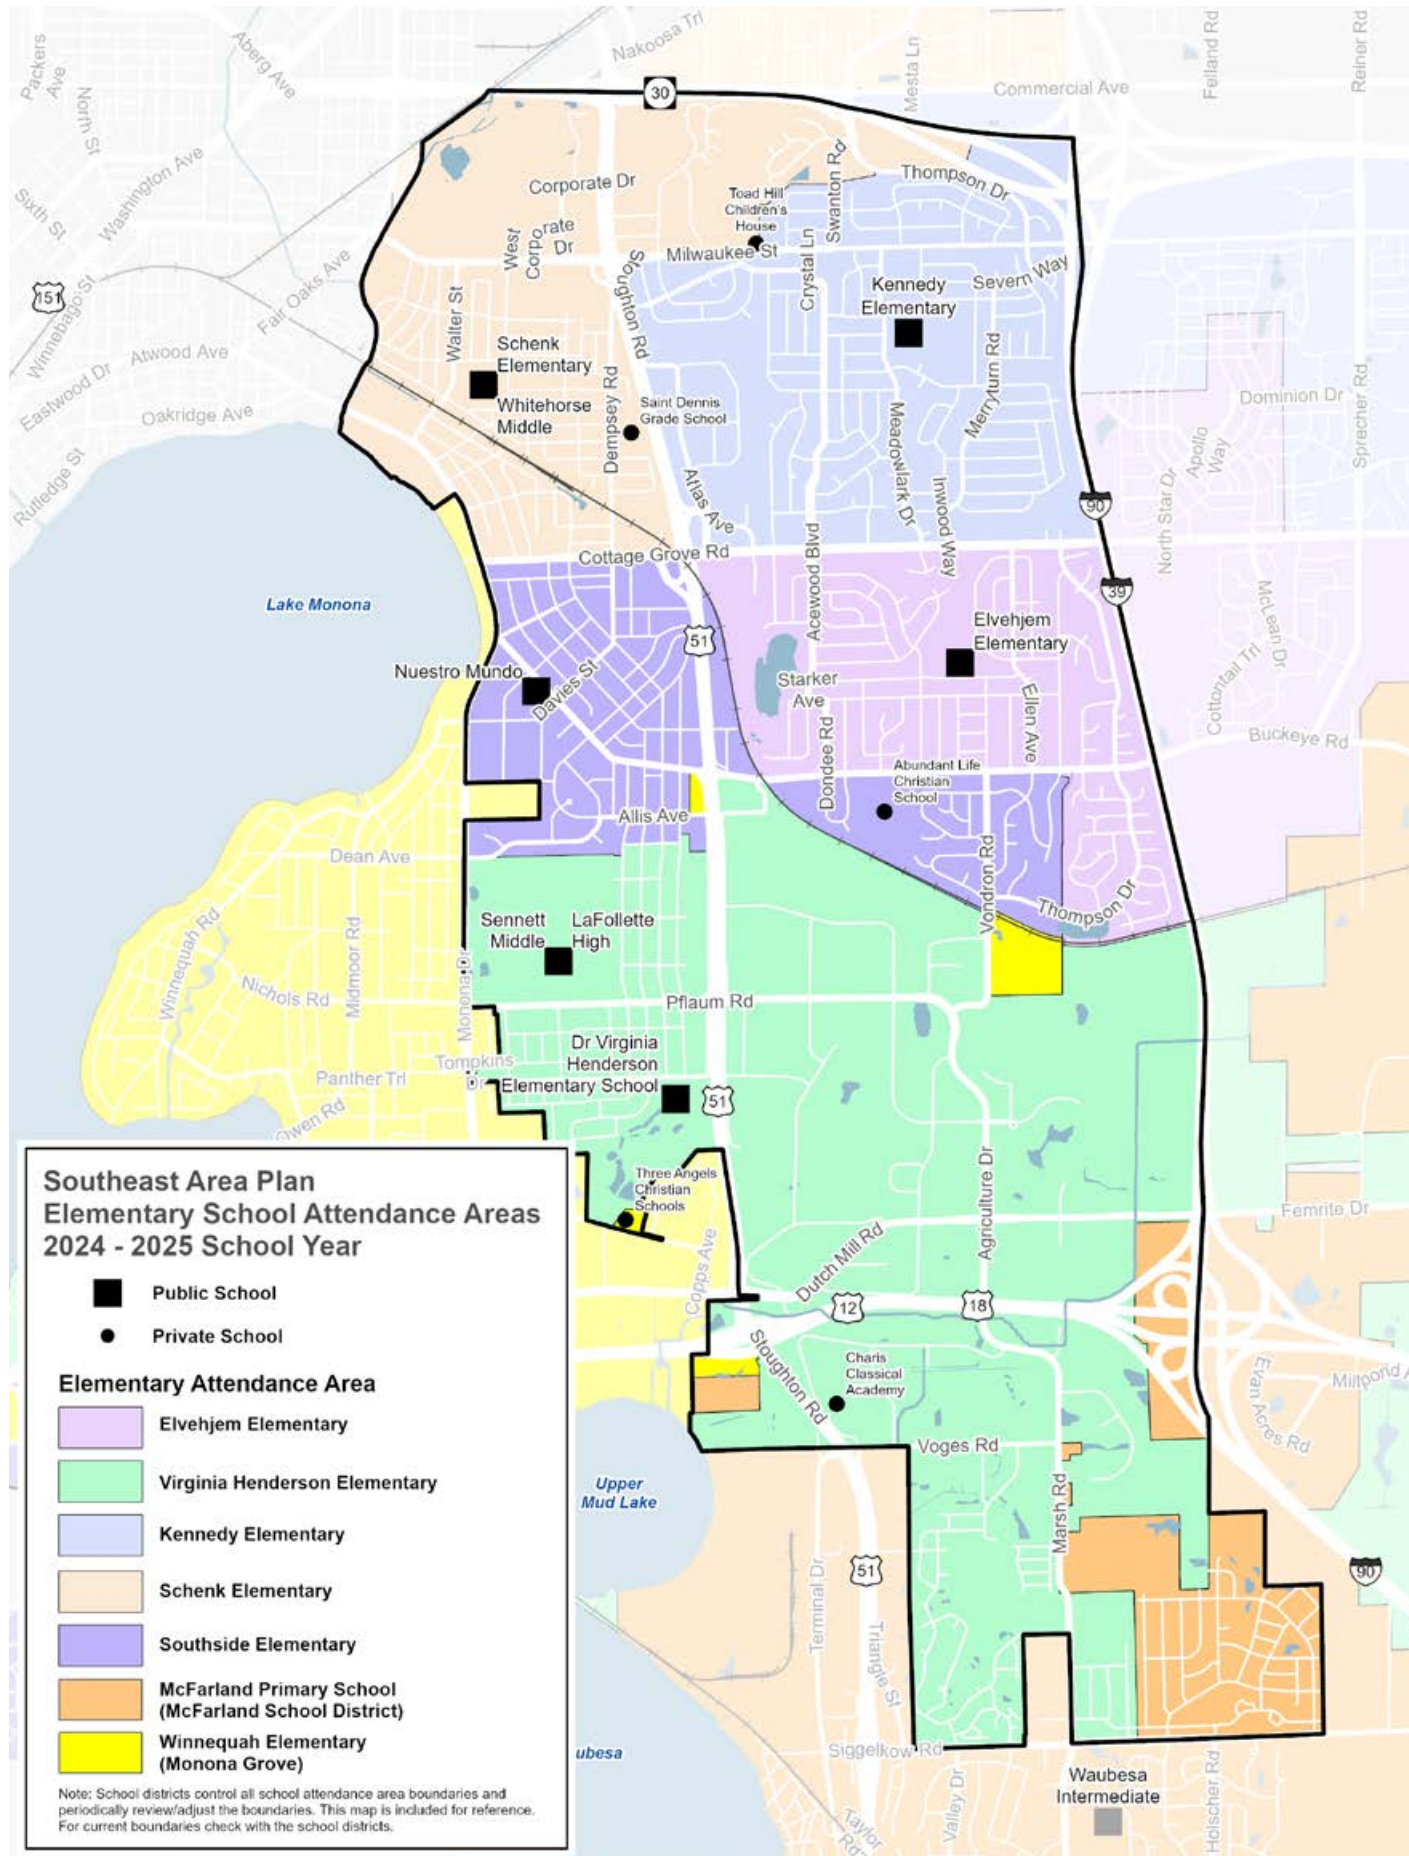 Nakoosa Trl
Packers
Ave
Aberg Ave
North St
30
Mesta Ln
Commercial Ave
Felland Rd
Reiner Rd
Washington Ave
Sixth St
Corporate Dr
West
Corporate
Dr
Toad Hill
Children's
House
Swanton Rd
Thompson Dr
Milwaukee St
Crystal Ln
Severn Way
Stoughton Rd
Kennedy
Elementary
151
Winnebago St
Fair Oaks Ave
Atwood Ave
Eastwood Dr
Oakridge Ave
Rutledge St
Walter St
Schenk
Elementary
Whitehorse
Middle
Dempsey Rd
Saint Dennis
Grade School
Meadowlark Dr
Merryturn Rd
Inwood Way
Dominion Dr
Apollo
Way
Sprecher Rd
North Star Dr
Atlas Ave
90
Cottage Grove Rd
Acewood Blvd
39
Lake Monona
McLean Dr
Cottontail Trl
Elvehjem
Elementary
51
Nuestro Mundo
Davies St
Starker
Ave
Ellen Ave
Dondee Rd
Buckeye Rd
Abundant Life
Christian
School
Allis Ave
Dean Ave
Vondron Rd
Thompson Dr
Winnequah Rd
Midmoor Rd
Nichols Rd
Monona Dr
Sennett
Middle
LaFollette
High
Pflaum Rd
Dr Virginia
Henderson
Elementary School
Tompkins
Dr
Panther Trl
Owen Rd
51
Agriculture Dr
Three Angels
Christian
Schools
Copps Ave
Dutch Mill Rd
Femrite Dr
12
18
Stoughton Rd
Charis
Classical
Academy
Evan Acres Rd
Millpond
Voges Rd
Marsh Rd
Upper
Mud Lake
51
90
Terminal Dr
Triangle St
Siggelkow Rd
ubesa
Valley Dr
Taylor
Rd
Waubesa
Intermediate
Holscher Rd
Southeast Area Plan
Elementary School Attendance Areas
2024 - 2025 School Year
Public School
Private School
Elementary Attendance Area
Elvehjem Elementary
Virginia Henderson Elementary
Kennedy Elementary
Schenk Elementary
Southside Elementary
McFarland Primary School
(McFarland School District)
Winnequah Elementary
(Monona Grove)
Note: School districts control all school attendance area boundaries and
periodically review/adjust the boundaries. This map is included for reference.
For current boundaries check with the school districts.